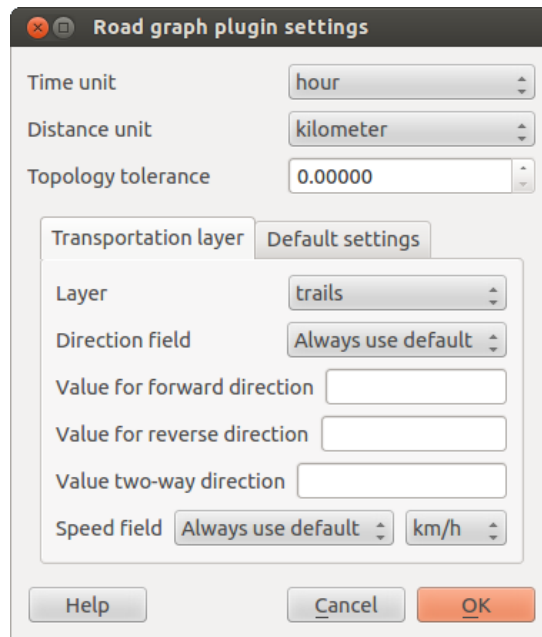 Road graph plugin settings
Time unit hour
Distance unit kilometer
Topology tolerance 0.00000
Transportation layer Default settings
Layer trails
Direction field Always use default
Value for forward direction
Value for reverse direction
Value two-way direction
Speed field Always use default km/h
Help Cancel OK